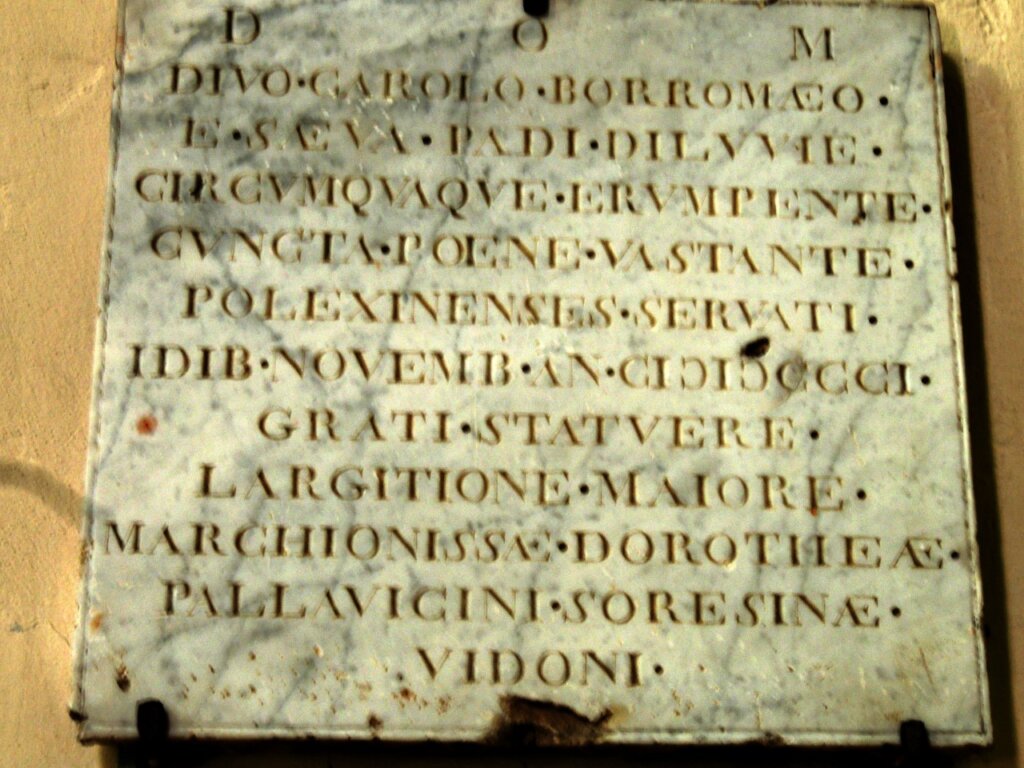 D O M
DIVO·CAROLO·BORROMÆO·
E·SÆVA·PADI·DILVVIE·
CIRCVMQVAQVE·ERVMPENTE·
CVNCTA·POENE·VASTANTE·
POLEXINENSES·SERVATI·
IDIB·NOVEMB·AN·CIƆIƆCCCI·
GRATI·STATVERE·
LARGITIONE·MAIORE·
MARCHIONISSÆ·DOROTHEÆ·
PALLAVICINI·SORESINÆ·
VIDONI·